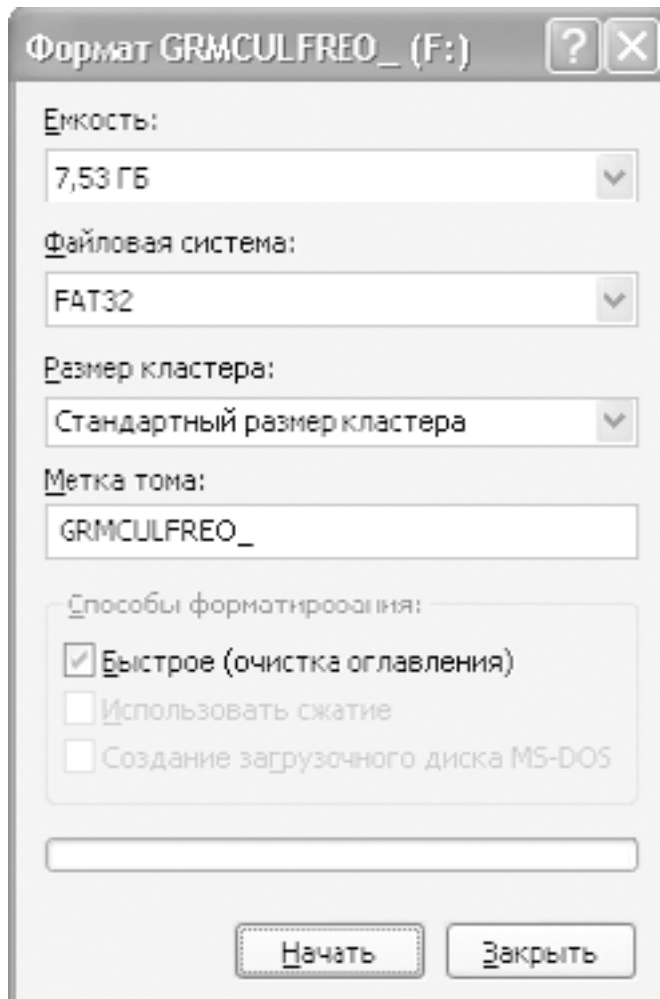 Формат GRMCULFREO_ (F:)
Емкость:
7,53 ГБ
Файловая система:
FAT32
Размер кластера:
Стандартный размер кластера
Метка тома:
GRMCULFREO_
Способы форматирования:
Быстрое (очистка оглавления)
Использовать сжатие
Создание загрузочного диска MS-DOS
Начать Закрыть